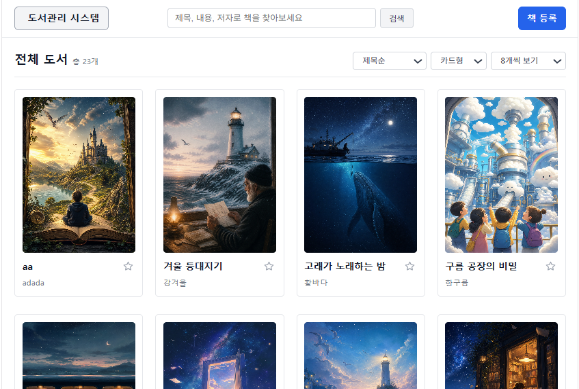 도서관리 시스템
제목, 내용, 저자로 책을 찾아보세요
검색
책 등록
전체 도서 총 23개
제목순
카드형
8개씩 보기
aa
adada
겨울 등대지기
강겨울
고래가 노래하는 밤
황바다
구름 공장의 비밀
한구름